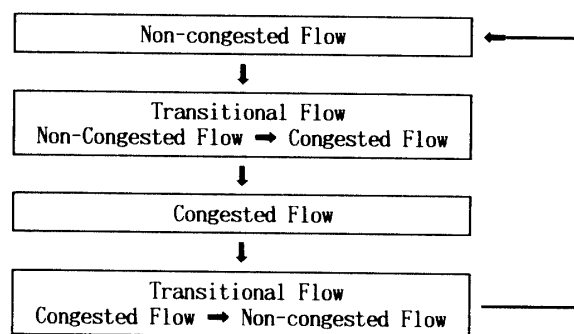 Non-congested Flow
Transitional Flow
Non-Congested Flow ➡ Congested Flow
Congested Flow
Transitional Flow
Congested Flow ➡ Non-congested Flow